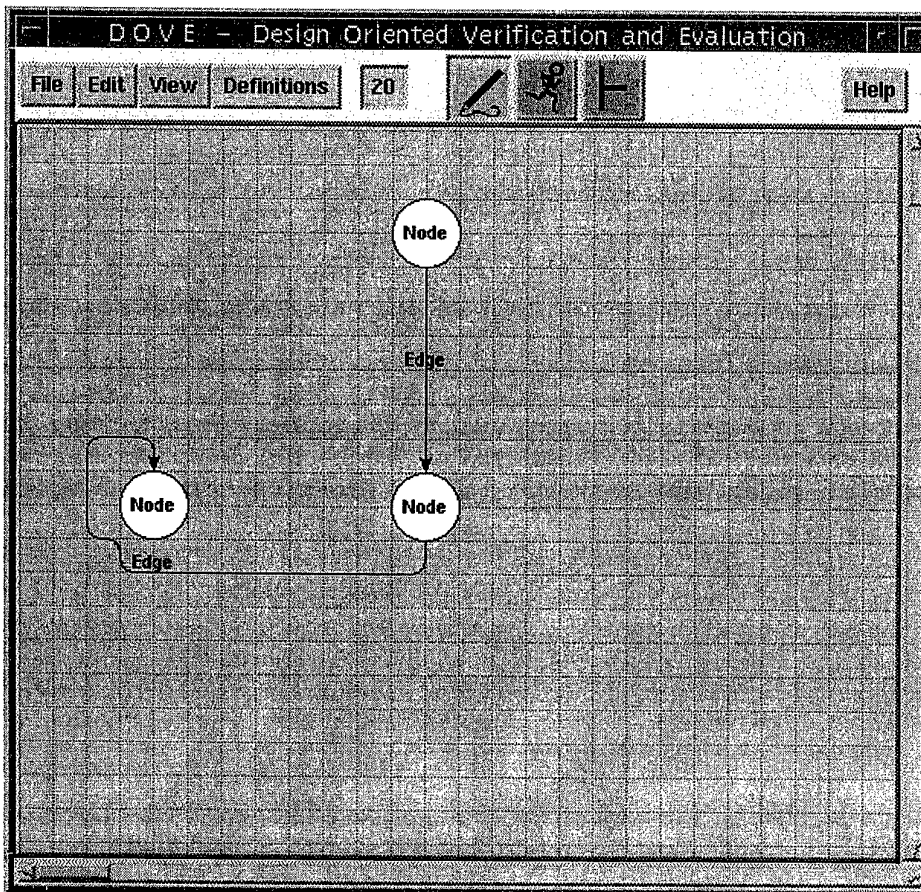 D O V E – Design Oriented Verification and Evaluation
File Edit View Definitions 20 Help
Node
Edge
Node Node
Edge